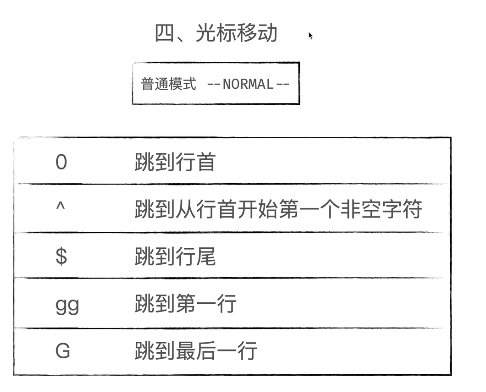 四、光标移动
普通模式 --NORMAL--
0 跳到行首
^ 跳到从行首开始第一个非空字符
$ 跳到行尾
gg 跳到第一行
G 跳到最后一行